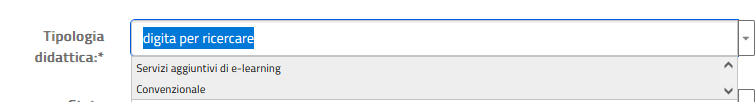 Tipologia
didattica:*
digita per ricercare
Servizi aggiuntivi di e-learning
Convenzionale